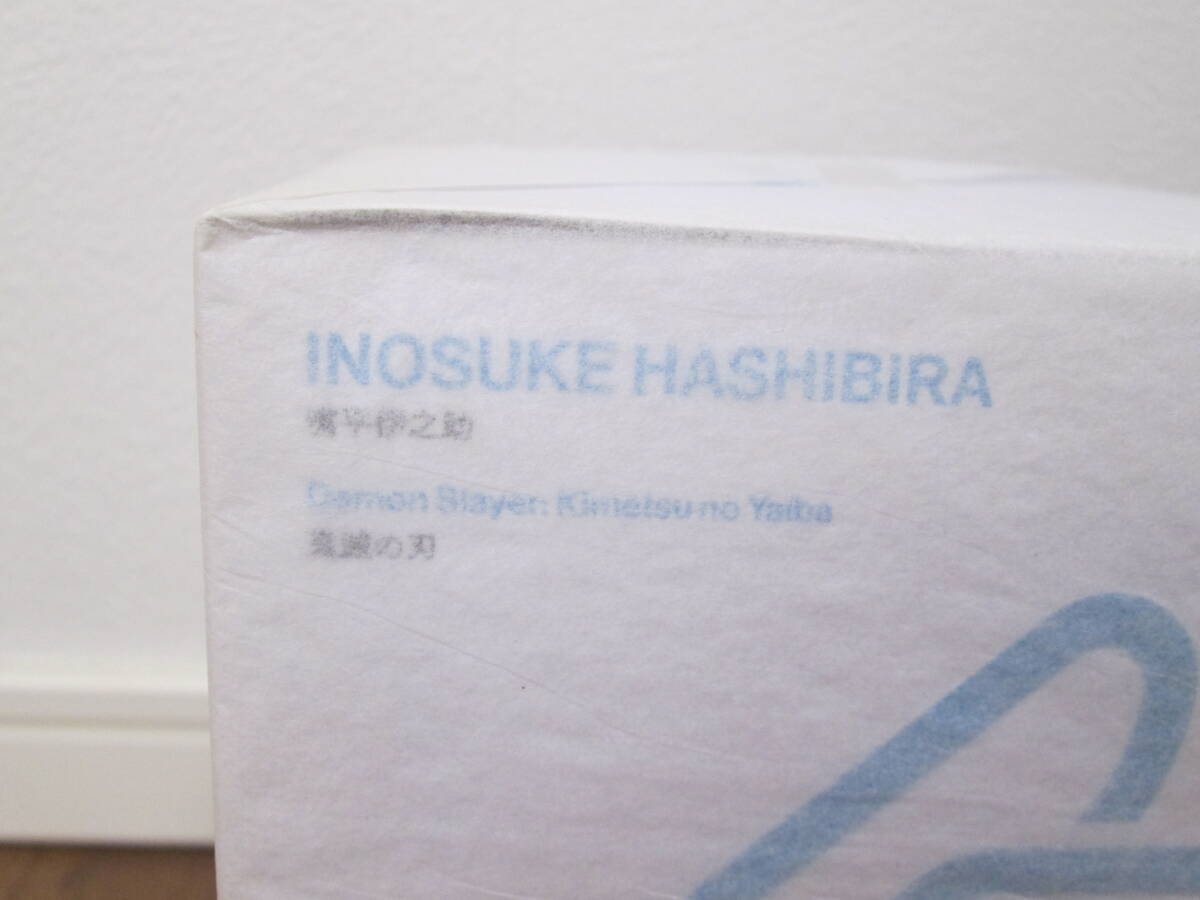 INOSUKE HASHIBIRA
嘴平伊之助
Demon Slayer: Kimetsu no Yaiba
鬼滅の刃